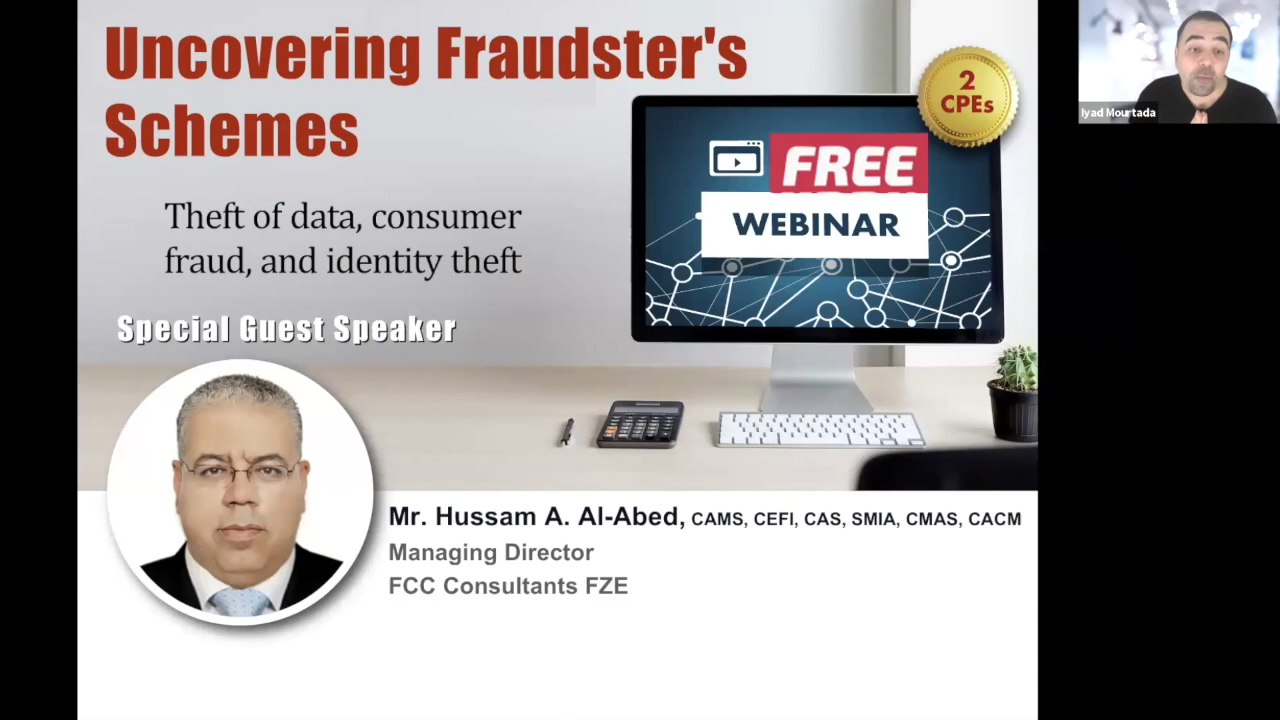 Uncovering Fraudster's
Schemes
Theft of data, consumer
fraud, and identity theft
Special Guest Speaker
2
CPEs
FREE
WEBINAR
Iyad Mourtada
Mr. Hussam A. Al-Abed, CAMS, CEFI, CAS, SMIA, CMAS, CACM
Managing Director
FCC Consultants FZE